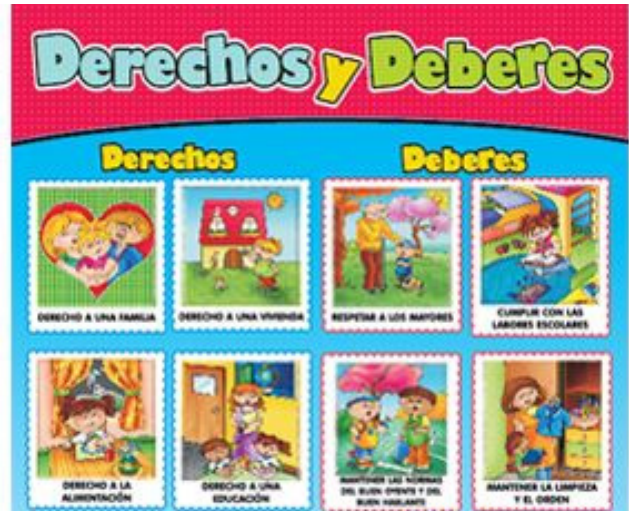 Derechos y Deberes
Derechos
Deberes
DERECHO A UNA FAMILIA
DERECHO A UNA VIVIENDA
RESPETAR A LOS MAYORES
CUMPLIR CON LAS
LABORES ESCOLARES
DERECHO A LA
ALIMENTACIÓN
DERECHO A UNA
EDUCACIÓN
MANTENER LAS NORMAS
DEL BUEN OYENTE Y DEL
BUEN HABLANTE
MANTENER LA LIMPIEZA
Y EL ORDEN